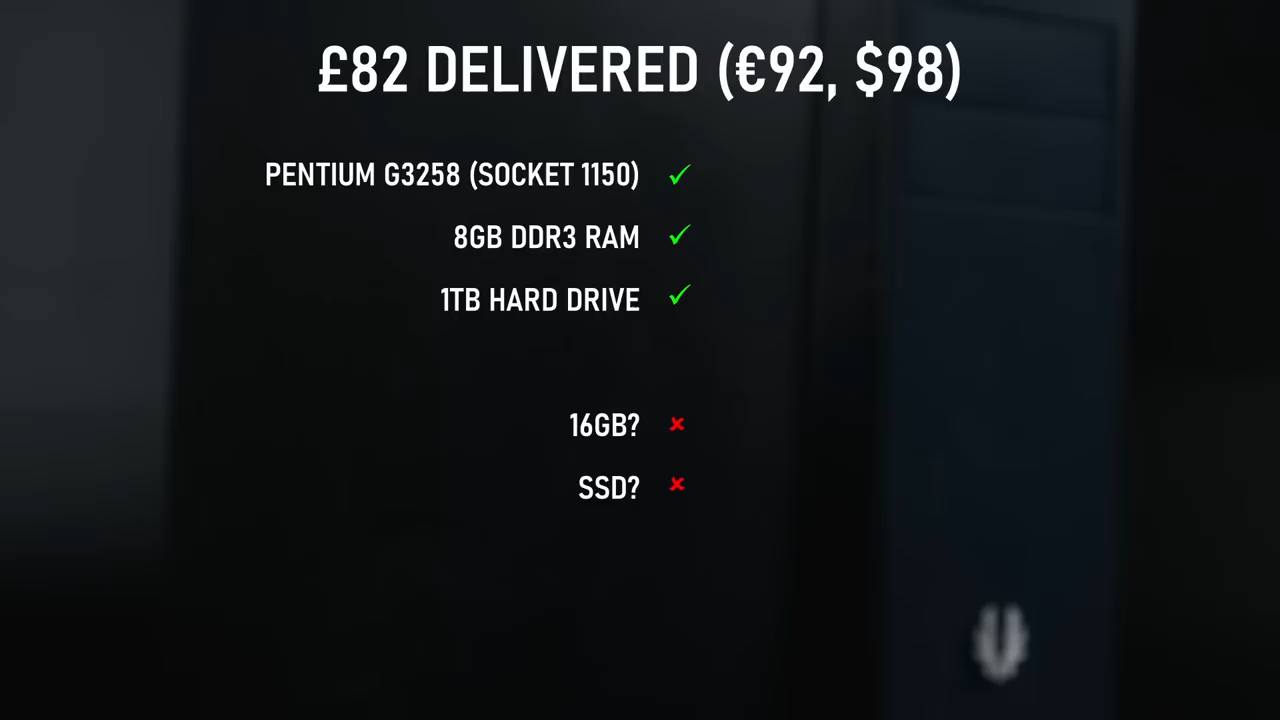 £82 DELIVERED (€92, $98)
PENTIUM G3258 (SOCKET 1150) ✓
8GB DDR3 RAM ✓
1TB HARD DRIVE ✓
16GB? ✘
SSD? ✘